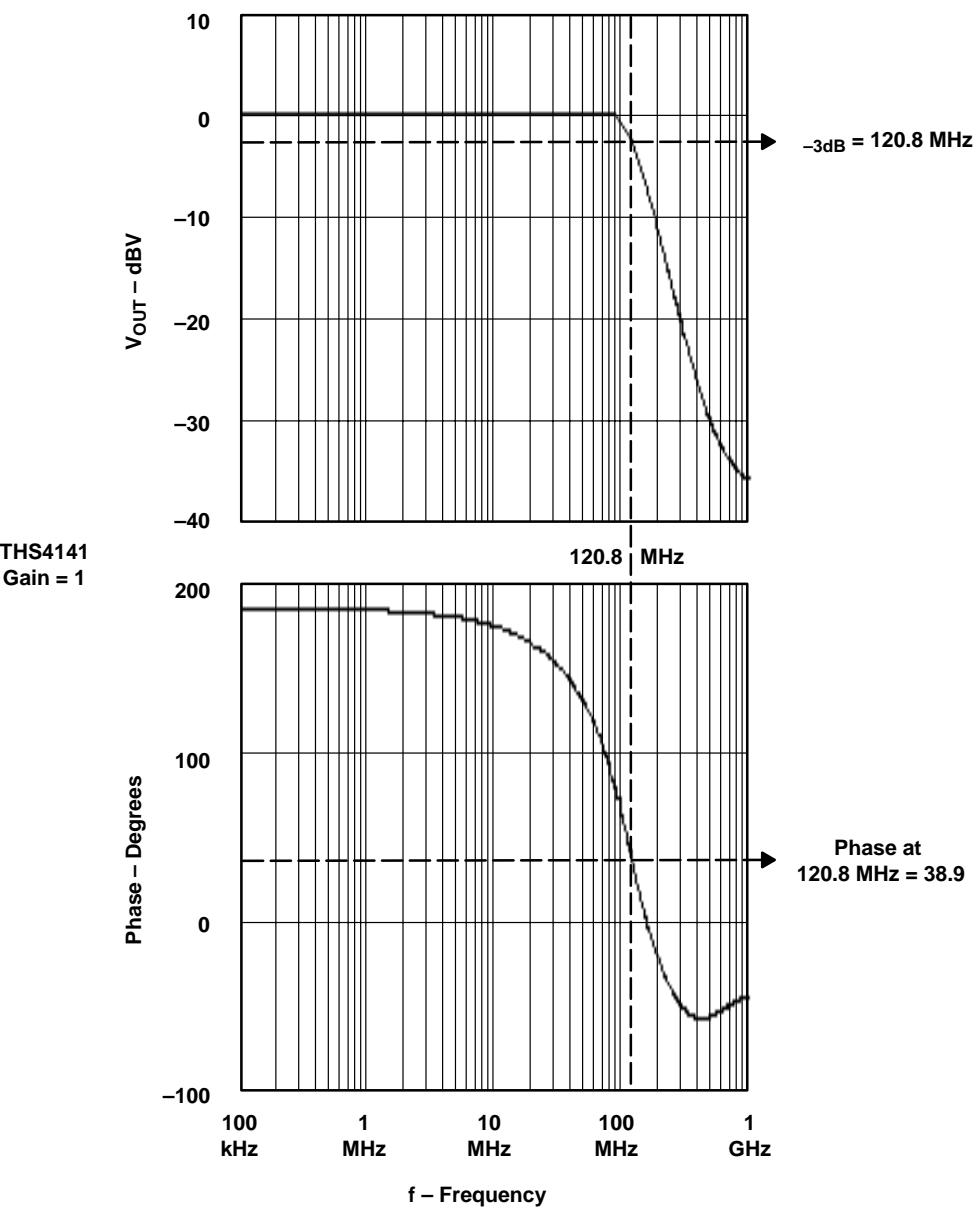 10
0
–10
–20
–30
–40
VOUT – dBV
–3dB = 120.8 MHz
THS4141
Gain = 1
120.8 MHz
200
100
0
–100
Phase – Degrees
Phase at
120.8 MHz = 38.9
100
kHz
1
MHz
10
MHz
100
MHz
1
GHz
f – Frequency